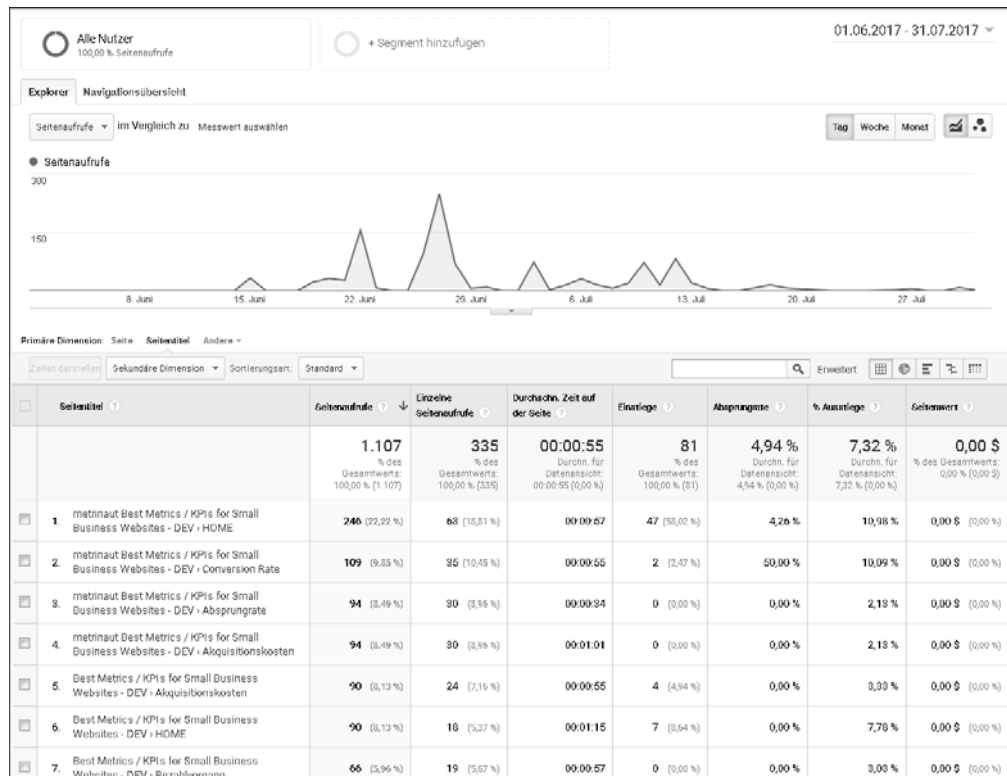 Alle Nutzer
100,00 % Seitenaufrufe
+ Segment hinzufügen
01.06.2017 - 31.07.2017
Explorer Navigationsübersicht
Seitenaufrufe im Vergleich zu Messwert auswählen
Tag Woche Monat
Seitenaufrufe
300
150
8. Juni 15. Juni 22. Juni 29. Juni 6. Juli 13. Juli 20. Juli 27. Juli
Primäre Dimension: Seite Seitentitel Andere
Zeilen darstellen Sekundäre Dimension Sortierungsart: Standard Erweitert
Seitentitel Seitenaufrufe Einzelne Seitenaufrufe Durchschn. Zeit auf der Seite Einstiege Absprungrate % Ausstiege Seitenwert
1.107 335 00:00:55 81 4,94 % 7,32 % 0,00 $
% des Gesamtwerts: 100,00 % (1.107) % des Gesamtwerts: 100,00 % (335) Durchn. für Datenansicht: 00:00:55 (0,00 %) % des Gesamtwerts: 100,00 % (81) Durchn. für Datenansicht: 4,94 % (0,00 %) Durchn. für Datenansicht: 7,32 % (0,00 %) % des Gesamtwerts: 0,00 % (0,00 $)
1. metrinaut Best Metrics / KPIs for Small
Business Websites - DEV › HOME
246 (22,22 %) 63 (18,81 %) 00:00:57 47 (58,02 %) 4,26 % 10,98 % 0,00 $ (0,00 %)
2. metrinaut Best Metrics / KPIs for Small
Business Websites - DEV › Conversion Rate
109 (9,85 %) 35 (10,45 %) 00:00:55 2 (2,47 %) 50,00 % 10,09 % 0,00 $ (0,00 %)
3. metrinaut Best Metrics / KPIs for Small
Business Websites - DEV › Absprungrate
94 (8,49 %) 30 (8,96 %) 00:00:34 0 (0,00 %) 0,00 % 2,13 % 0,00 $ (0,00 %)
4. metrinaut Best Metrics / KPIs for Small
Business Websites - DEV › Akquisitionskosten
94 (8,49 %) 30 (8,96 %) 00:01:01 0 (0,00 %) 0,00 % 2,13 % 0,00 $ (0,00 %)
5. Best Metrics / KPIs for Small Business
Websites - DEV › Akquisitionskosten
90 (8,13 %) 24 (7,16 %) 00:00:55 4 (4,94 %) 0,00 % 3,33 % 0,00 $ (0,00 %)
6. Best Metrics / KPIs for Small Business
Websites - DEV › HOME
90 (8,13 %) 18 (5,37 %) 00:01:15 7 (8,64 %) 0,00 % 7,78 % 0,00 $ (0,00 %)
7. Best Metrics / KPIs for Small Business
Websites - DEV › Bezahlvorgang
66 (5,96 %) 19 (5,67 %) 00:00:57 0 (0,00 %) 0,00 % 3,03 % 0,00 $ (0,00 %)